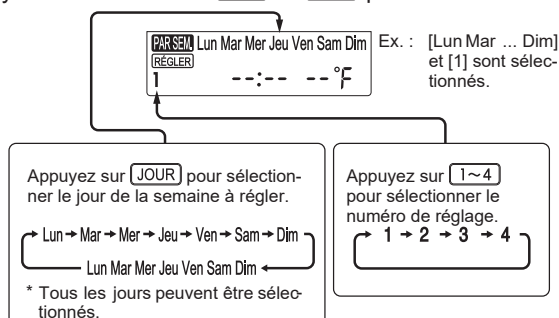 PAR SEM. Lun Mar Mer Jeu Ven Sam Dim
RÉGLER
1 --:-- --°F
Ex. : [Lun Mar ... Dim]
et [1] sont sélec-
tionnés.
Appuyez sur JOUR pour sélection-
ner le jour de la semaine à régler.
Lun → Mar → Mer → Jeu → Ven → Sam → Dim
Lun Mar Mer Jeu Ven Sam Dim
* Tous les jours peuvent être sélec-
tionnés.
Appuyez sur 1~4
pour sélectionner le
numéro de réglage.
1 → 2 → 3 → 4